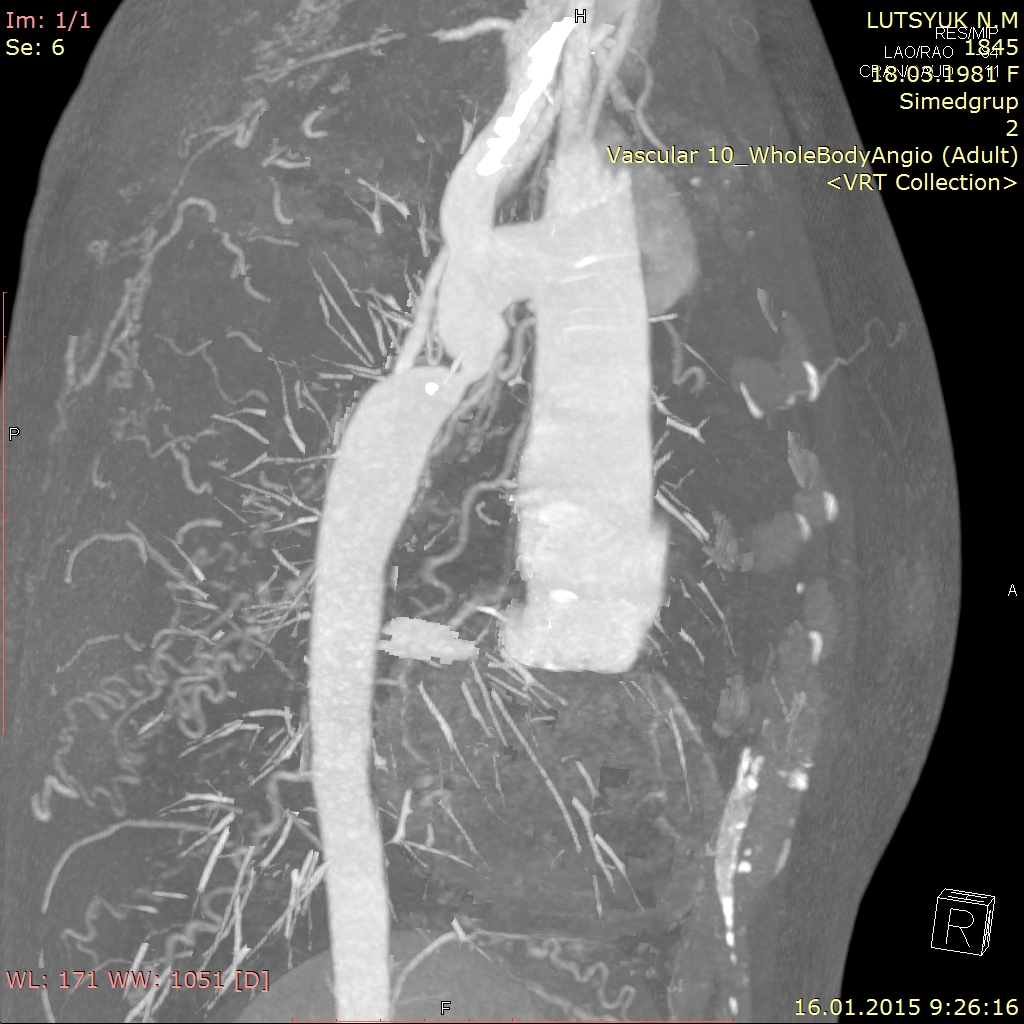 Im: 1/1
Se: 6
H
LUTSYUK N.M
RES/MIP
1845
LAO/RAO
18.03.1981 F
Simedgrup
2
Vascular 10_WholeBodyAngio (Adult)
<VRT Collection>
P
A
R
WL: 171 WW: 1051 [D]
F
16.01.2015 9:26:16